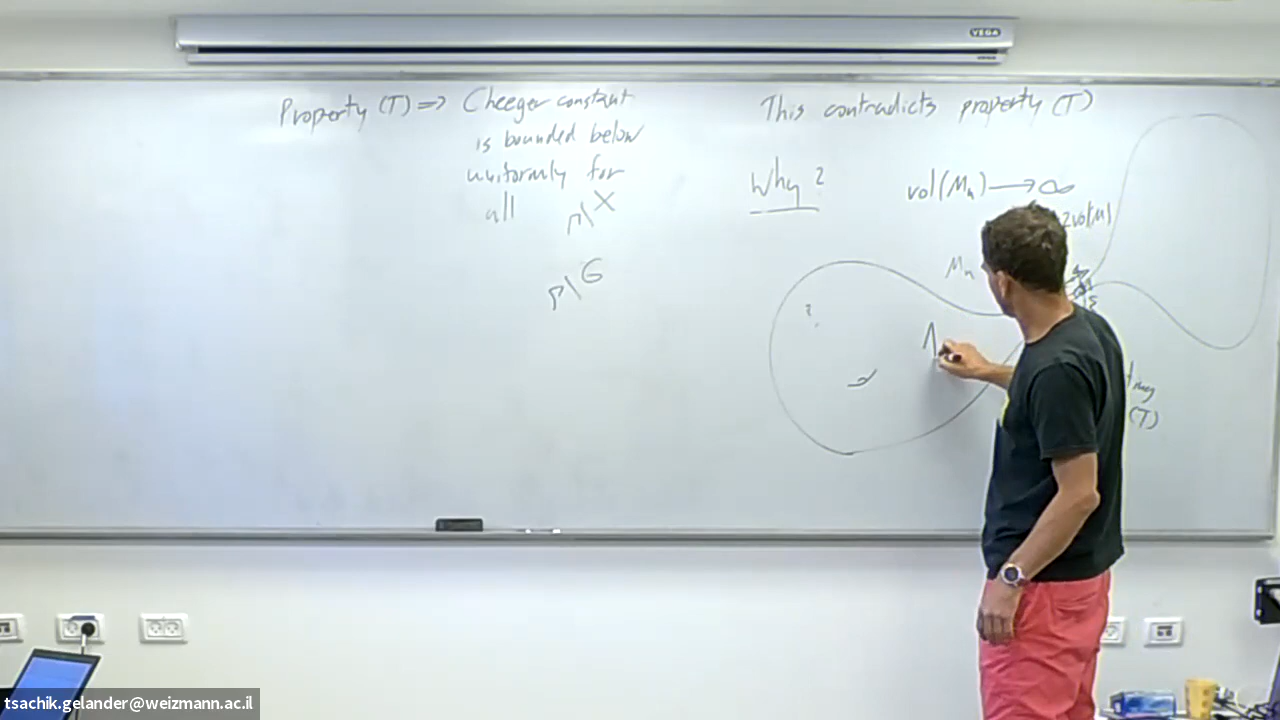 VEGA
Property (T) ⇒ Cheeger constant
is bounded below
uniformly for
all Γ\X
Γ\G
This contradicts property (T)
Why?
vol(Mₙ) → ∞
Mₙ
?
(T)
tsachik.gelander@weizmann.ac.il